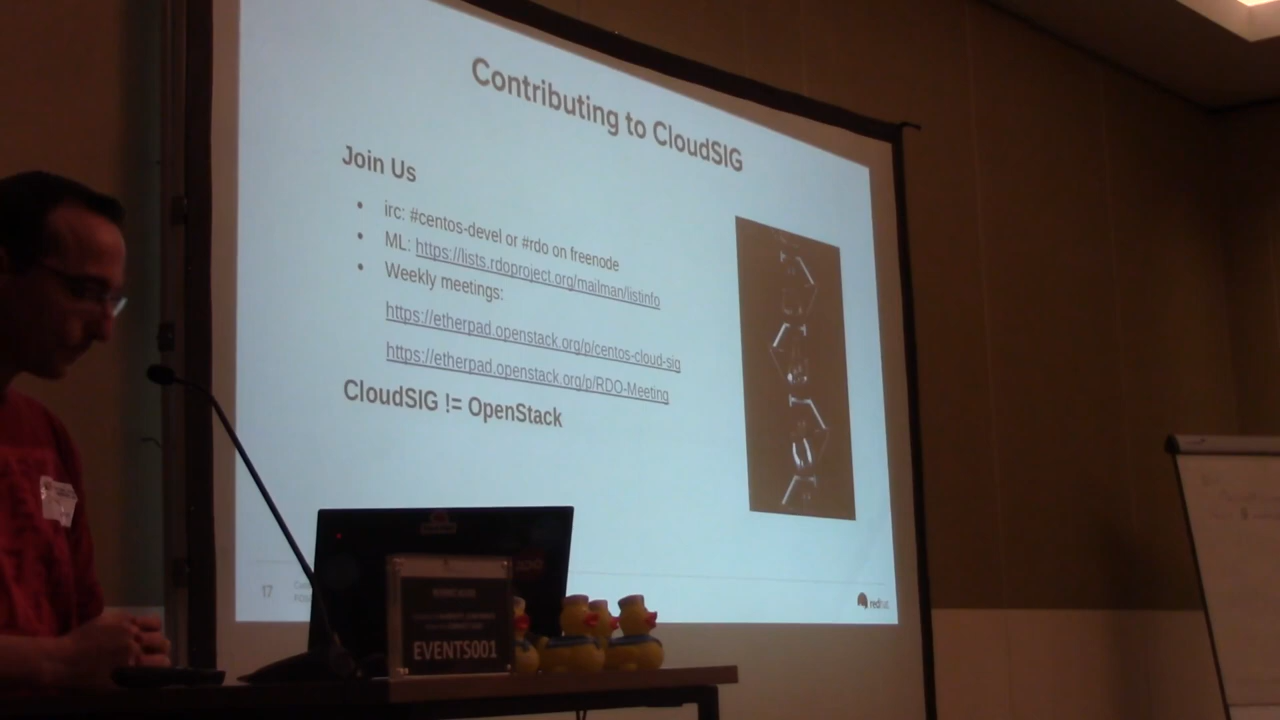 Contributing to CloudSIG
Join Us
• irc: #centos-devel or #rdo on freenode
• ML: https://lists.rdoproject.org/mailman/listinfo
• Weekly meetings:
https://etherpad.openstack.org/p/centos-cloud-sig
https://etherpad.openstack.org/p/RDO-Meeting
CloudSIG != OpenStack
17
redhat
EVENTS001